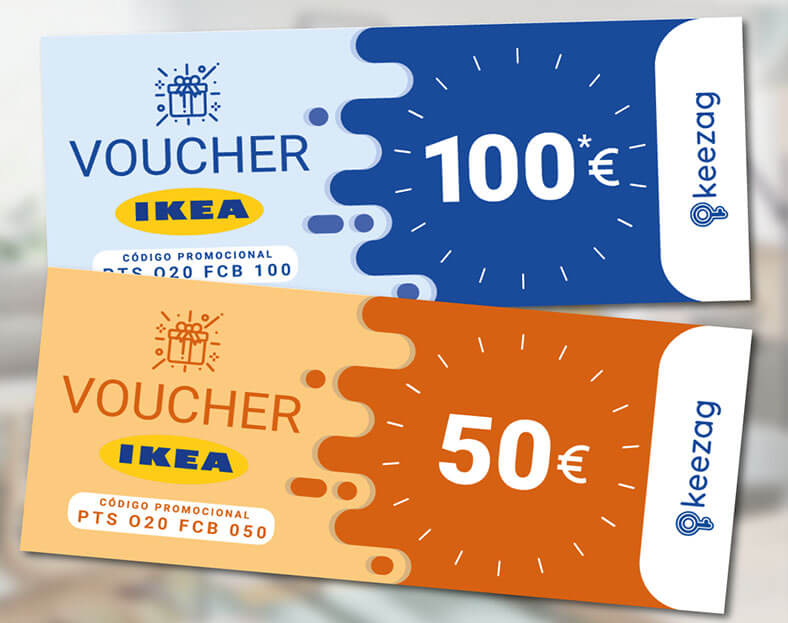 VOUCHER
IKEA
CÓDIGO PROMOCIONAL
PTS O20 FCB 100
100*€
keezag
VOUCHER
IKEA
CÓDIGO PROMOCIONAL
PTS O20 FCB 050
50€
keezag